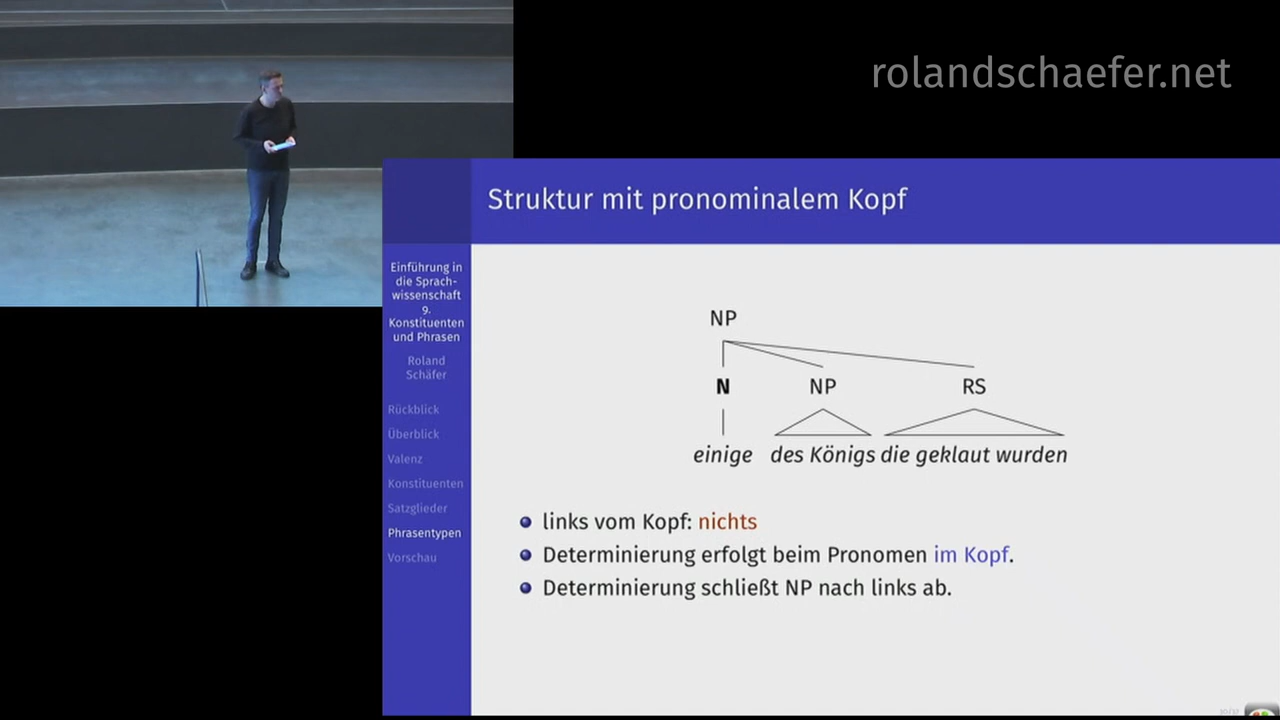 rolandschaefer.net
Struktur mit pronominalem Kopf
Einführung in
die Sprach-
wissenschaft
9.
Konstituenten
und Phrasen
Roland
Schäfer
Rückblick
Überblick
Valenz
Konstituenten
Satzglieder
Phrasentypen
Vorschau
NP
N NP RS
einige des Königs die geklaut wurden
links vom Kopf: nichts
Determinierung erfolgt beim Pronomen im Kopf.
Determinierung schließt NP nach links ab.